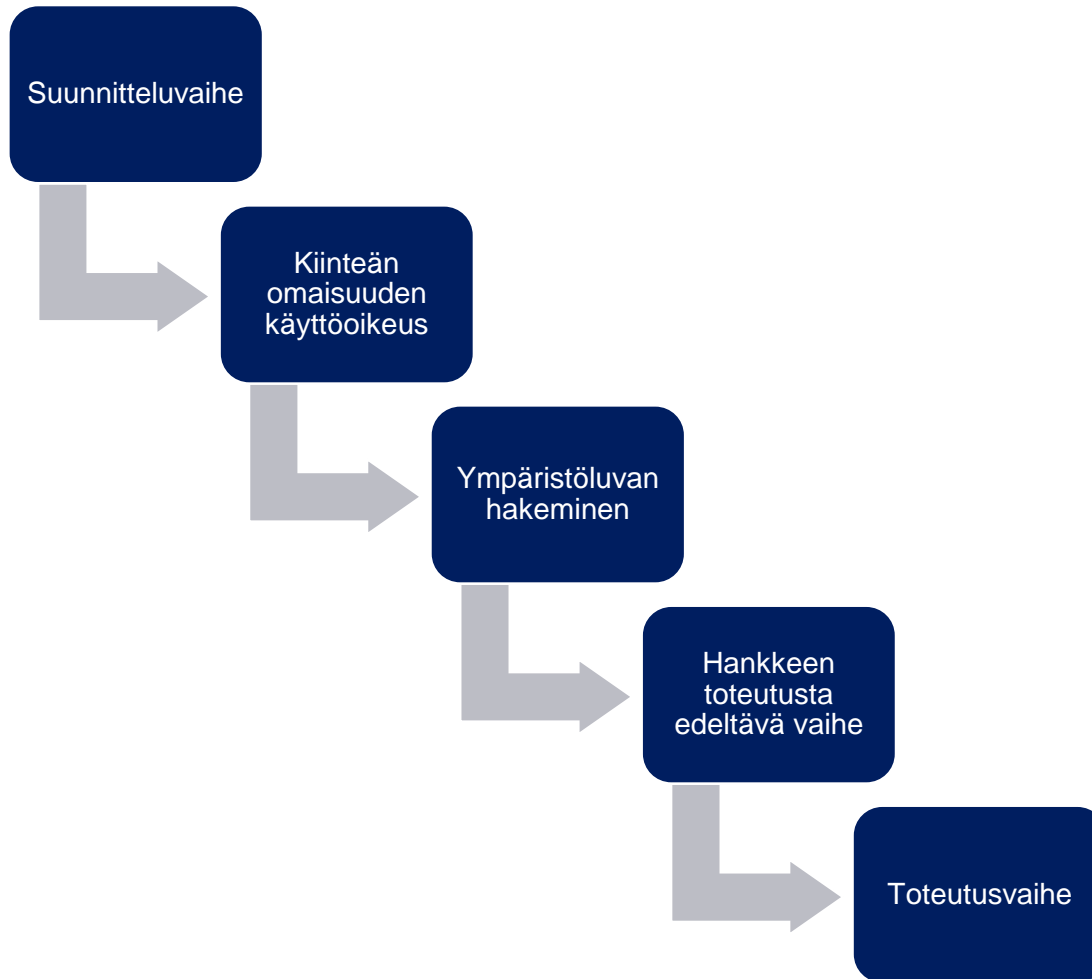 Suunnitteluvaihe
Kiinteän
omaisuuden
käyttöoikeus
Ympäristöluvan
hakeminen
Hankkeen
toteutusta
edeltävä vaihe
Toteutusvaihe